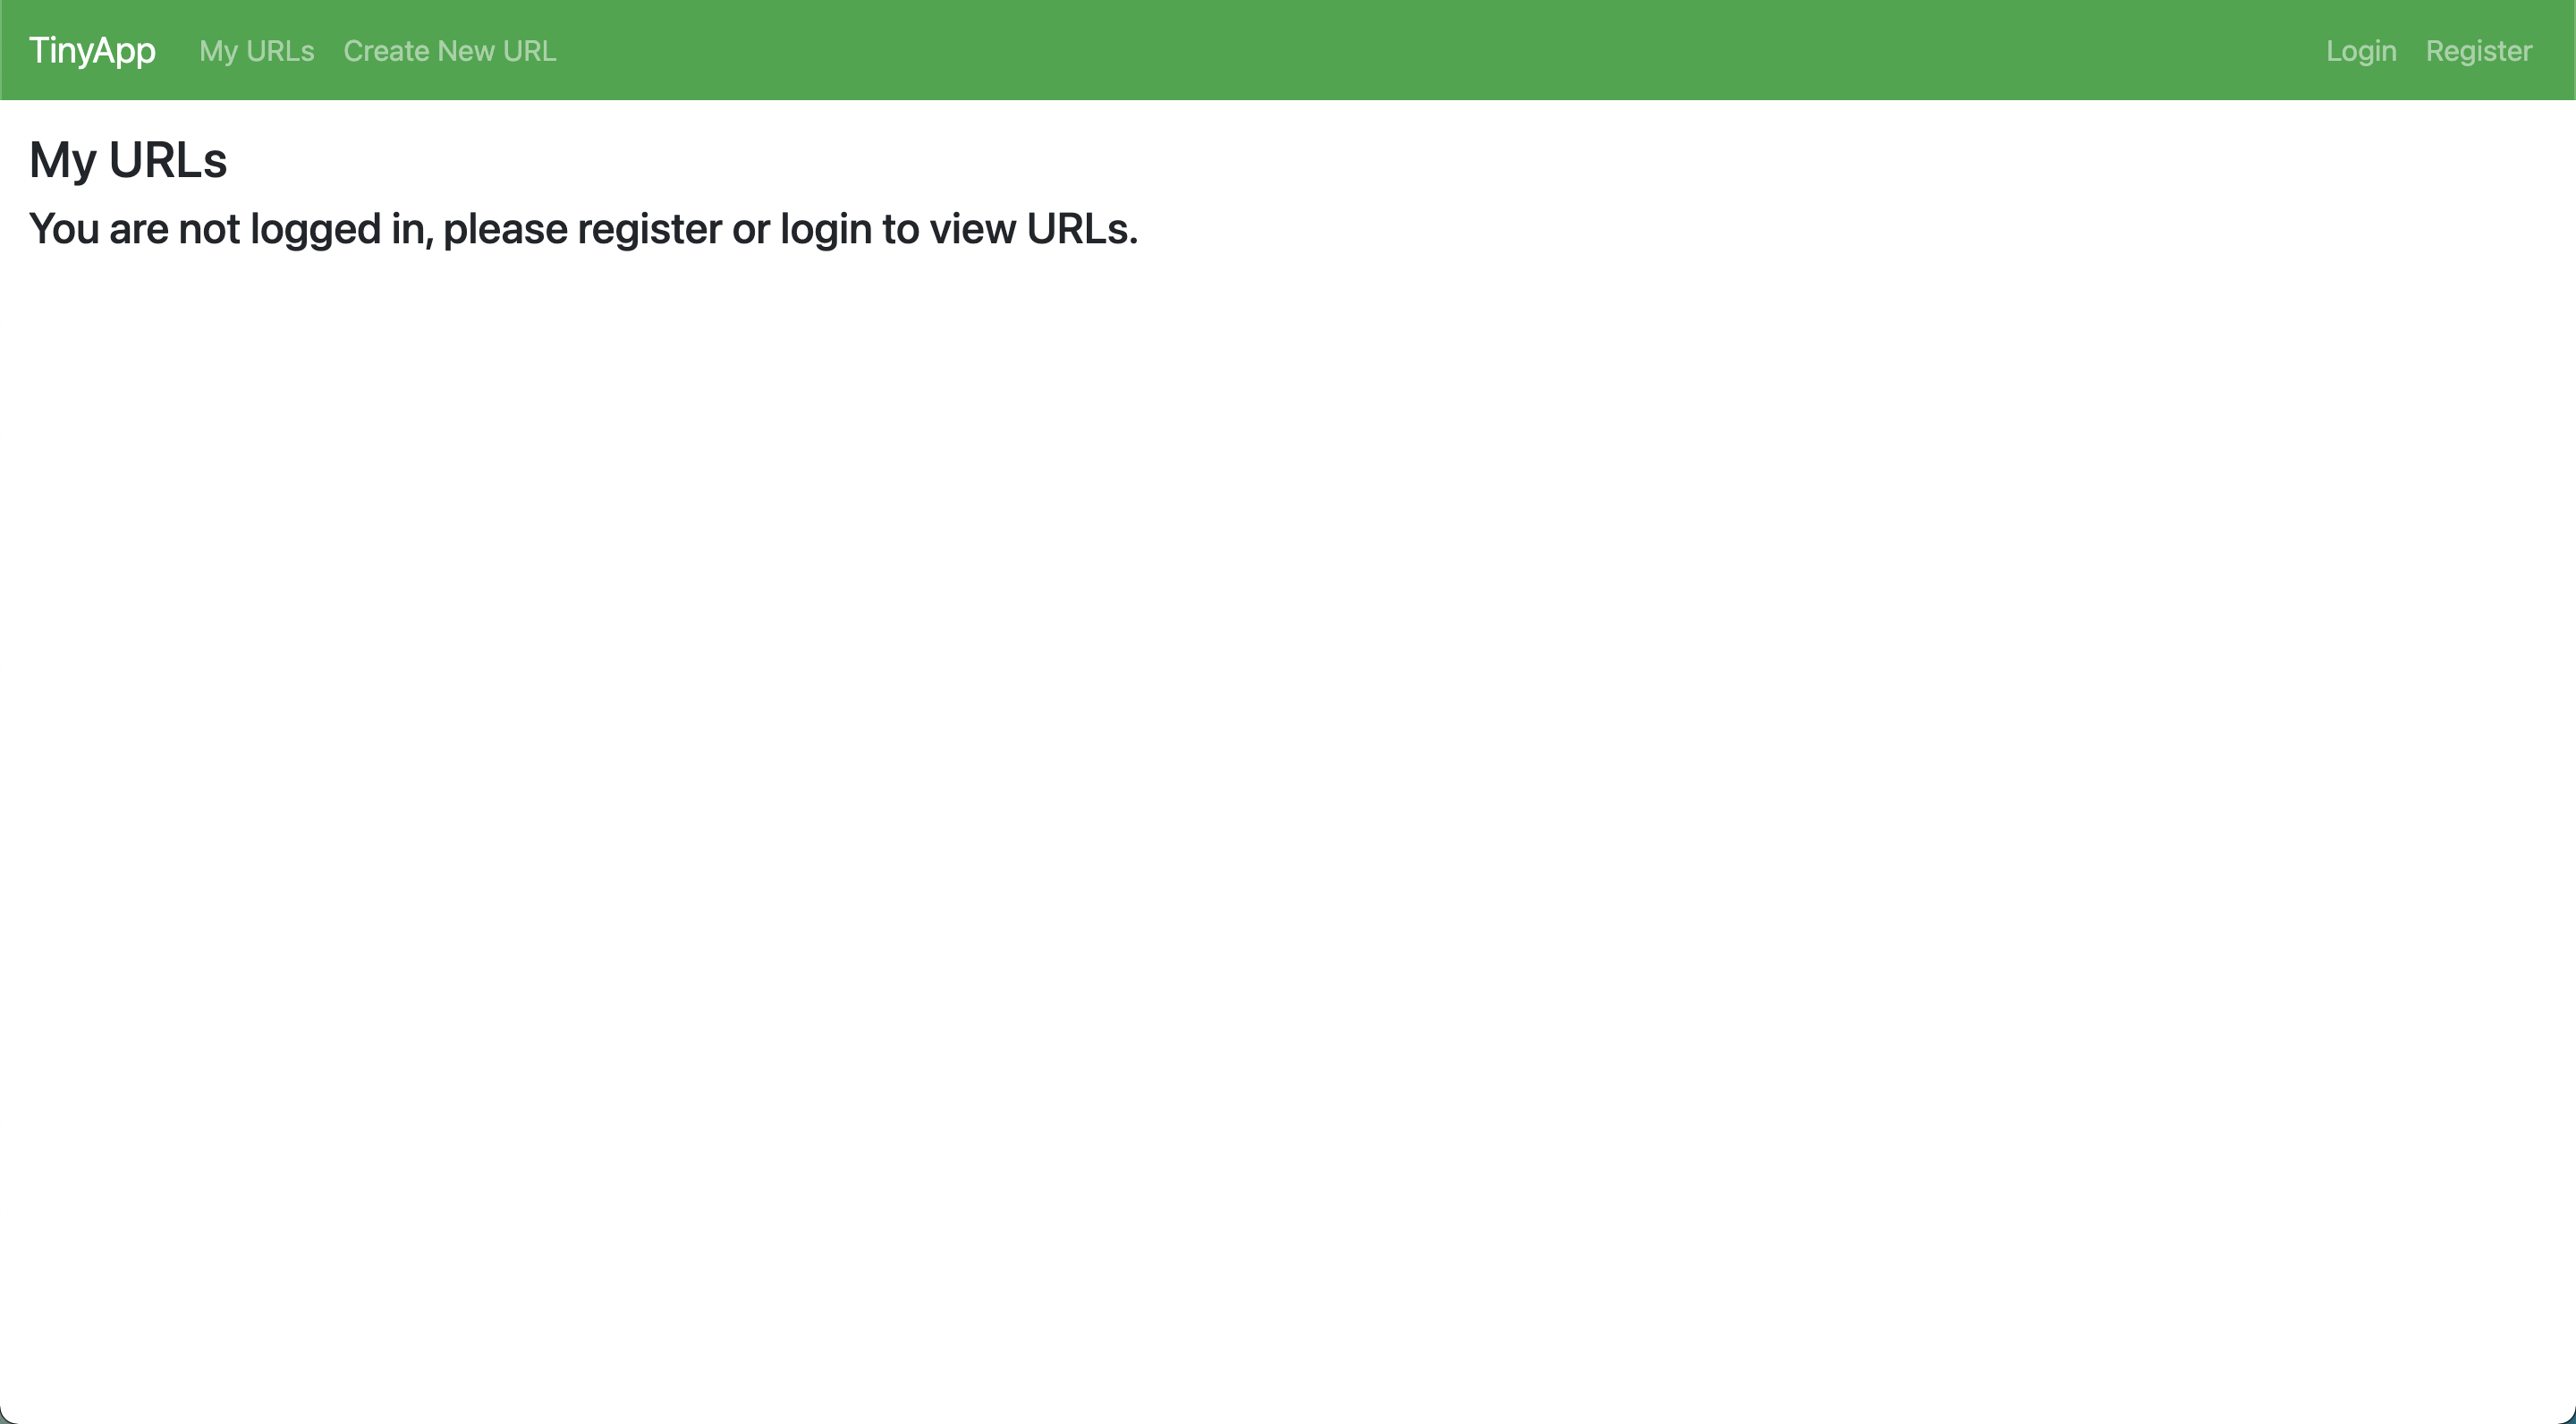 TinyApp My URLs Create New URL Login Register
My URLs
You are not logged in, please register or login to view URLs.